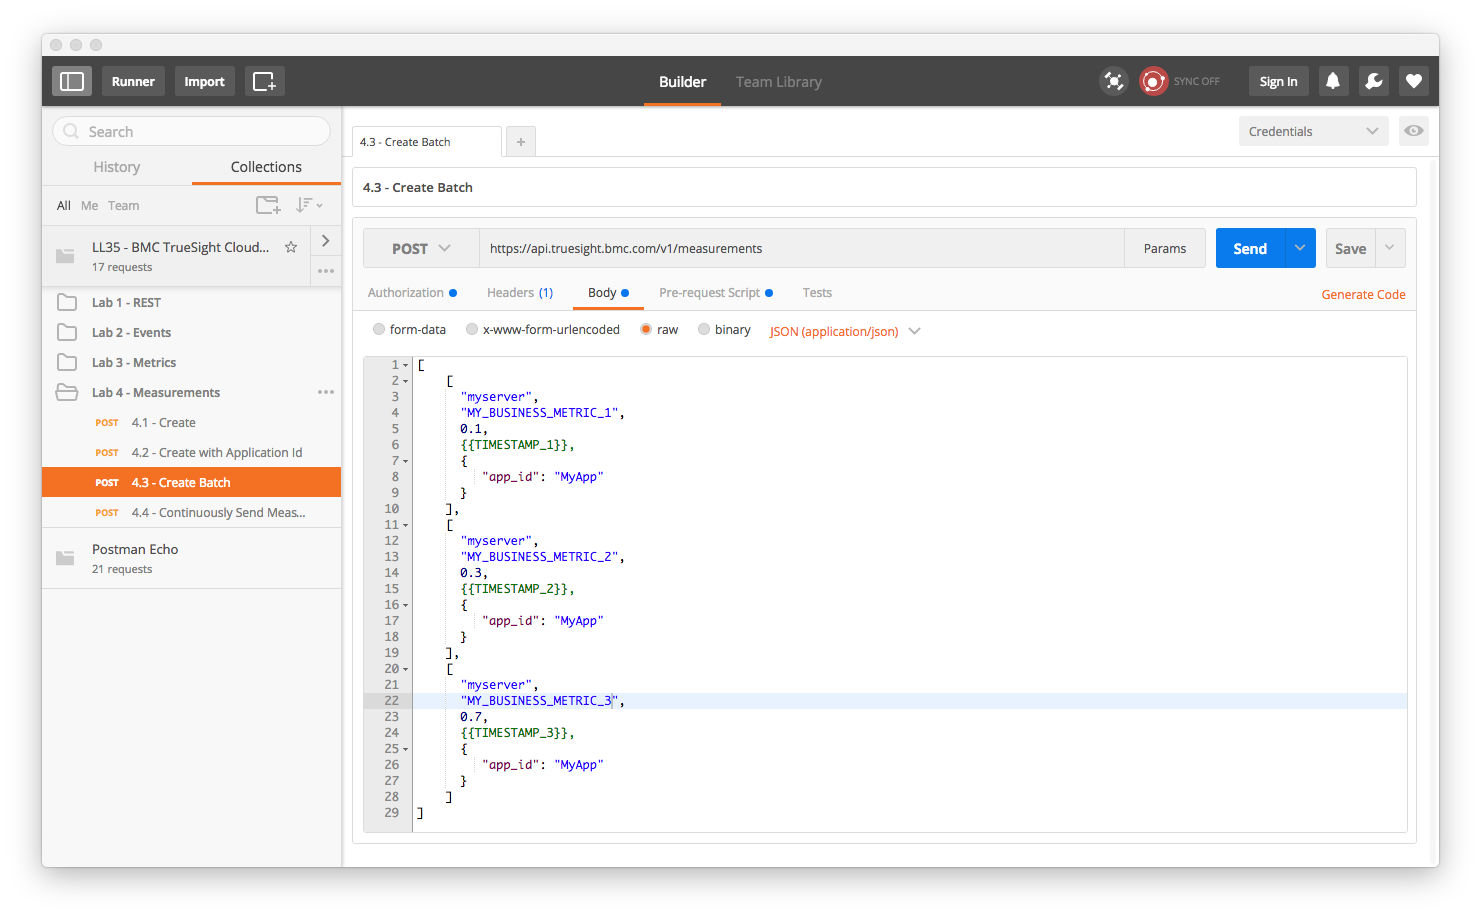 Runner
Import
Builder
Team Library
SYNC OFF
Sign In
Search
History
Collections
All Me Team
LL35 - BMC TrueSight Cloud...
17 requests
Lab 1 - REST
Lab 2 - Events
Lab 3 - Metrics
Lab 4 - Measurements
POST 4.1 - Create
POST 4.2 - Create with Application Id
POST 4.3 - Create Batch
POST 4.4 - Continuously Send Meas...
Postman Echo
21 requests
4.3 - Create Batch
+
Credentials
4.3 - Create Batch
POST
https://api.truesight.bmc.com/v1/measurements
Params
Send
Save
Authorization
Headers (1)
Body
Pre-request Script
Tests
Generate Code
form-data
x-www-form-urlencoded
raw
binary
JSON (application/json)
1 [
2 [
3 "myserver",
4 "MY_BUSINESS_METRIC_1",
5 0.1,
6 {{TIMESTAMP_1}},
7 {
8 "app_id": "MyApp"
9 }
10 ],
11 [
12 "myserver",
13 "MY_BUSINESS_METRIC_2",
14 0.3,
15 {{TIMESTAMP_2}},
16 {
17 "app_id": "MyApp"
18 }
19 ],
20 [
21 "myserver",
22 "MY_BUSINESS_METRIC_3",
23 0.7,
24 {{TIMESTAMP_3}},
25 {
26 "app_id": "MyApp"
27 }
28 ]
29 ]